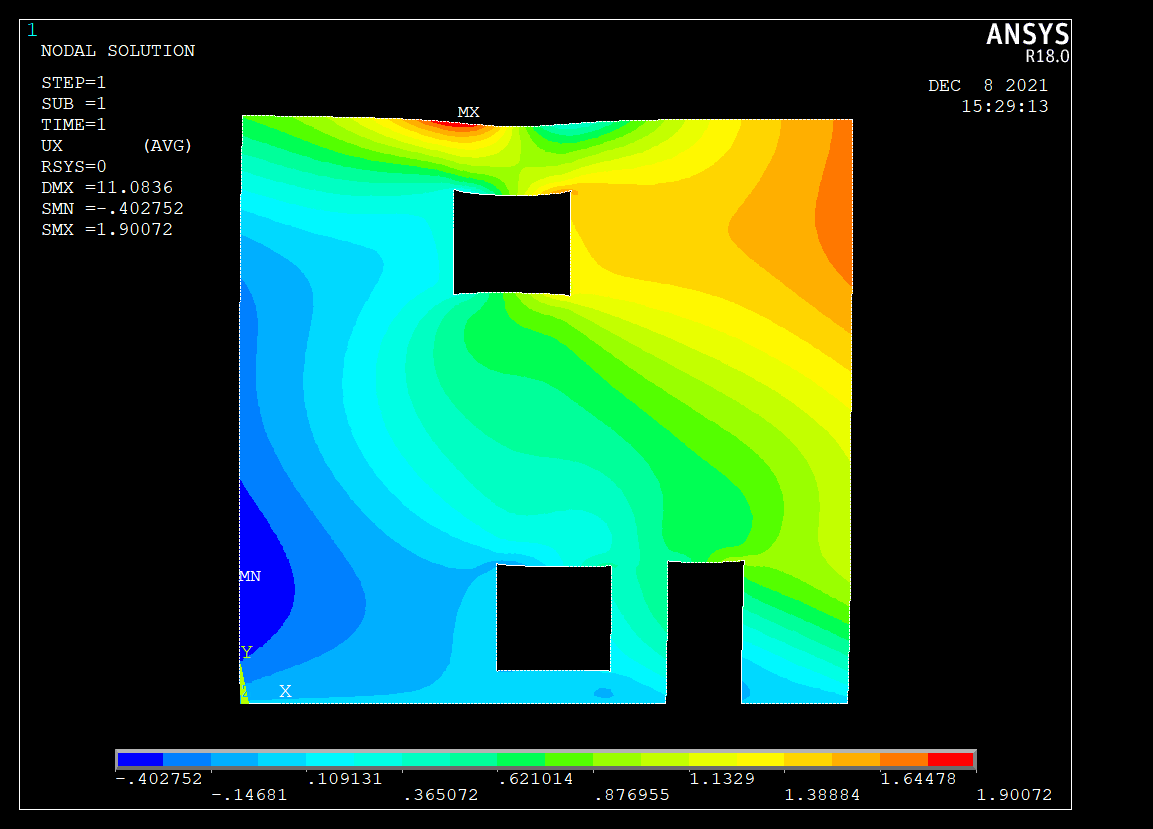 1
ANSYS
R18.0
NODAL SOLUTION
STEP=1
SUB =1
TIME=1
UX (AVG)
RSYS=0
DMX =11.0836
SMN =-.402752
SMX =1.90072
DEC 8 2021
15:29:13
MX
MN
Y
X
-.402752 .109131 .621014 1.1329 1.64478
-.14681 .365072 .876955 1.38884 1.90072